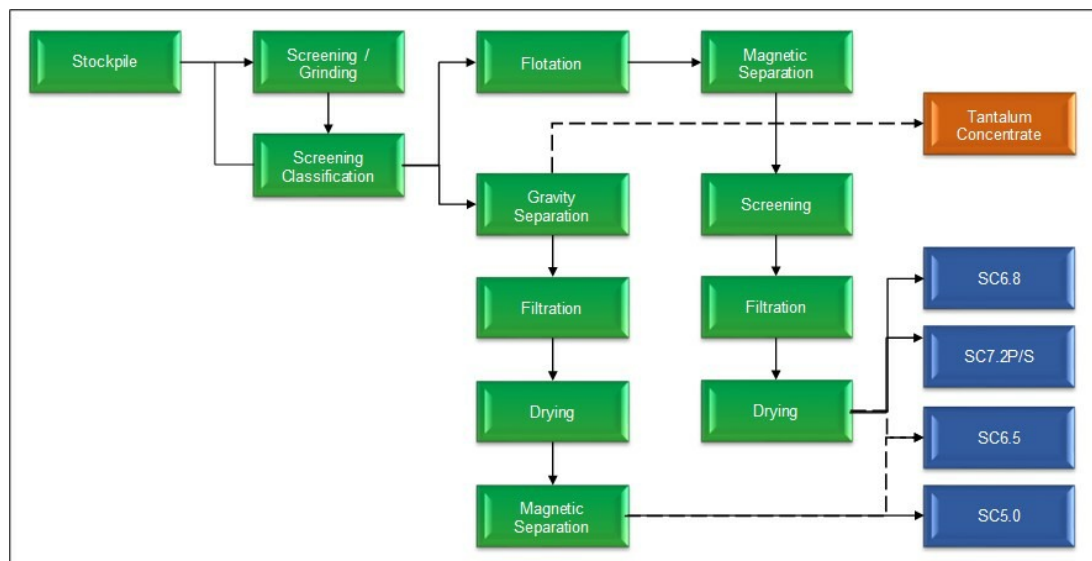 Stockpile
Screening /
Grinding
Flotation
Magnetic
Separation
Tantalum
Concentrate
Screening
Classification
Gravity
Separation
Screening
SC6.8
Filtration
Filtration
SC7.2P/S
Drying
Drying
SC6.5
Magnetic
Separation
SC5.0